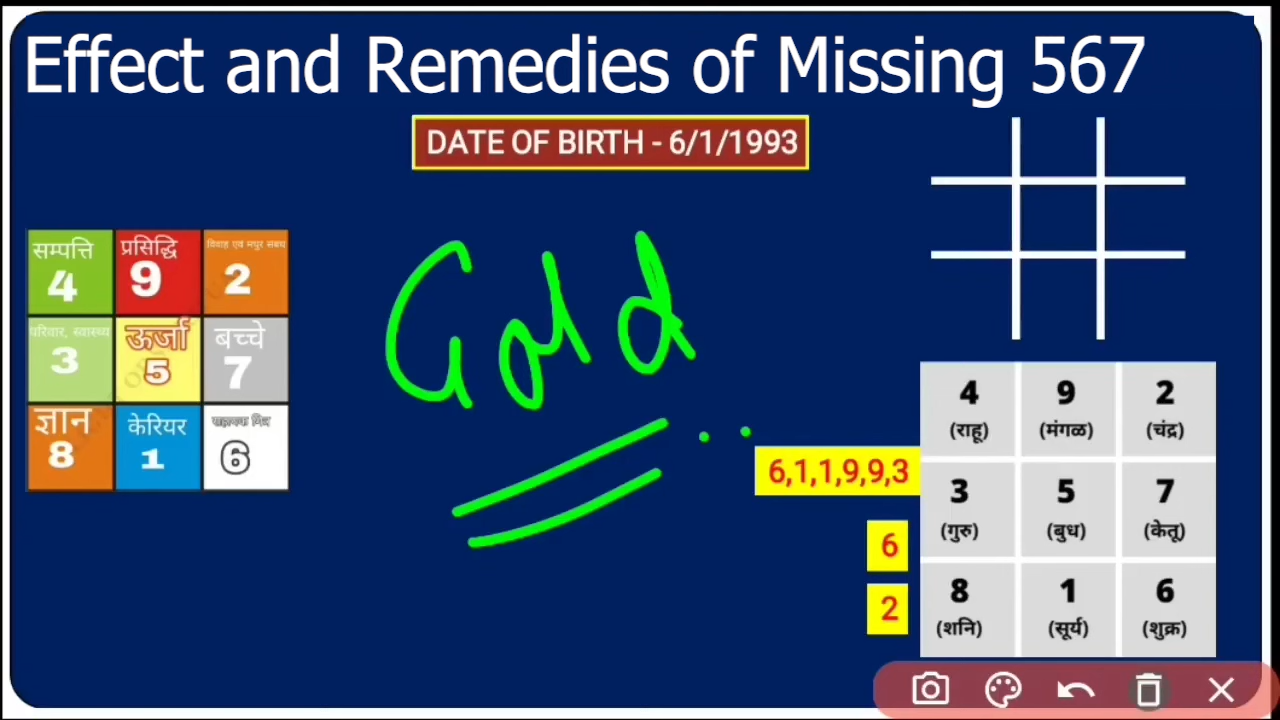 Effect and Remedies of Missing 567
DATE OF BIRTH - 6/1/1993
सम्पत्ति
4
प्रसिद्धि
9
विवाह एवं मधुर संबंध
2
परिवार, स्वास्थ्य
3
ऊर्जा
5
बच्चे
7
ज्ञान
8
केरियर
1
6
Gold
6,1,1,9,9,3
6
2
4
(राहू)
9
(मंगळ)
2
(चंद्र)
3
(गुरु)
5
(बुध)
7
(केतू)
8
(शनि)
1
(सूर्य)
6
(शुक्र)